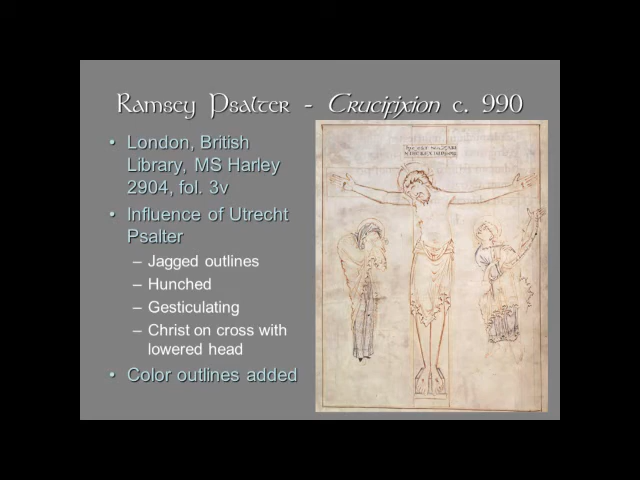 Ramsey Psalter - Crucifixion c. 990
• London, British
Library, MS Harley
2904, fol. 3v
• Influence of Utrecht
Psalter
– Jagged outlines
– Hunched
– Gesticulating
– Christ on cross with
lowered head
• Color outlines added